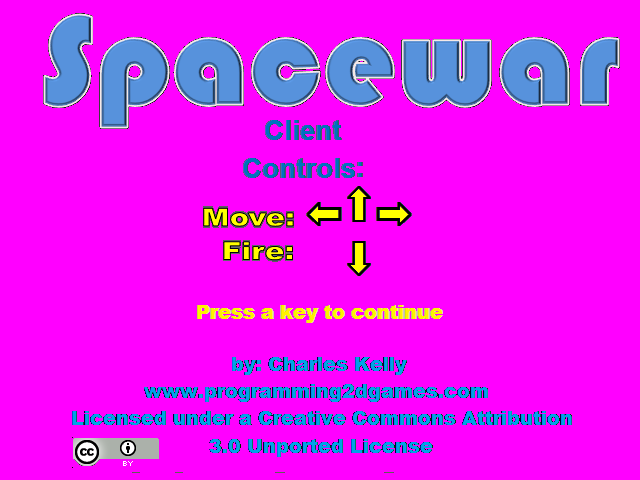 Spacewar
Client
Controls:
Move:
Fire:
Press a key to continue
by: Charles Kelly
www.programming2dgames.com
Licensed under a Creative Commons Attribution
3.0 Unported License
cc
BY